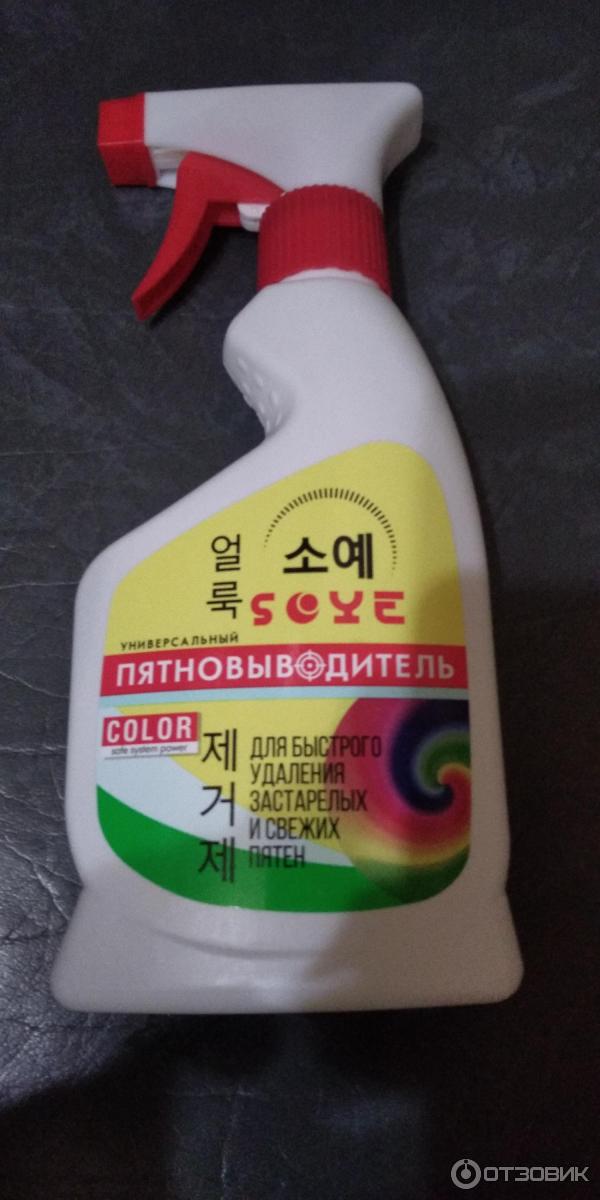 얼룩
소예
SOYE
УНИВЕРСАЛЬНЫЙ
ПЯТНОВЫВОДИТЕЛЬ
COLOR
safe system power
제거제
ДЛЯ БЫСТРОГО
УДАЛЕНИЯ
ЗАСТАРЕЛЫХ
И СВЕЖИХ
ПЯТЕН
ОТЗОВИК